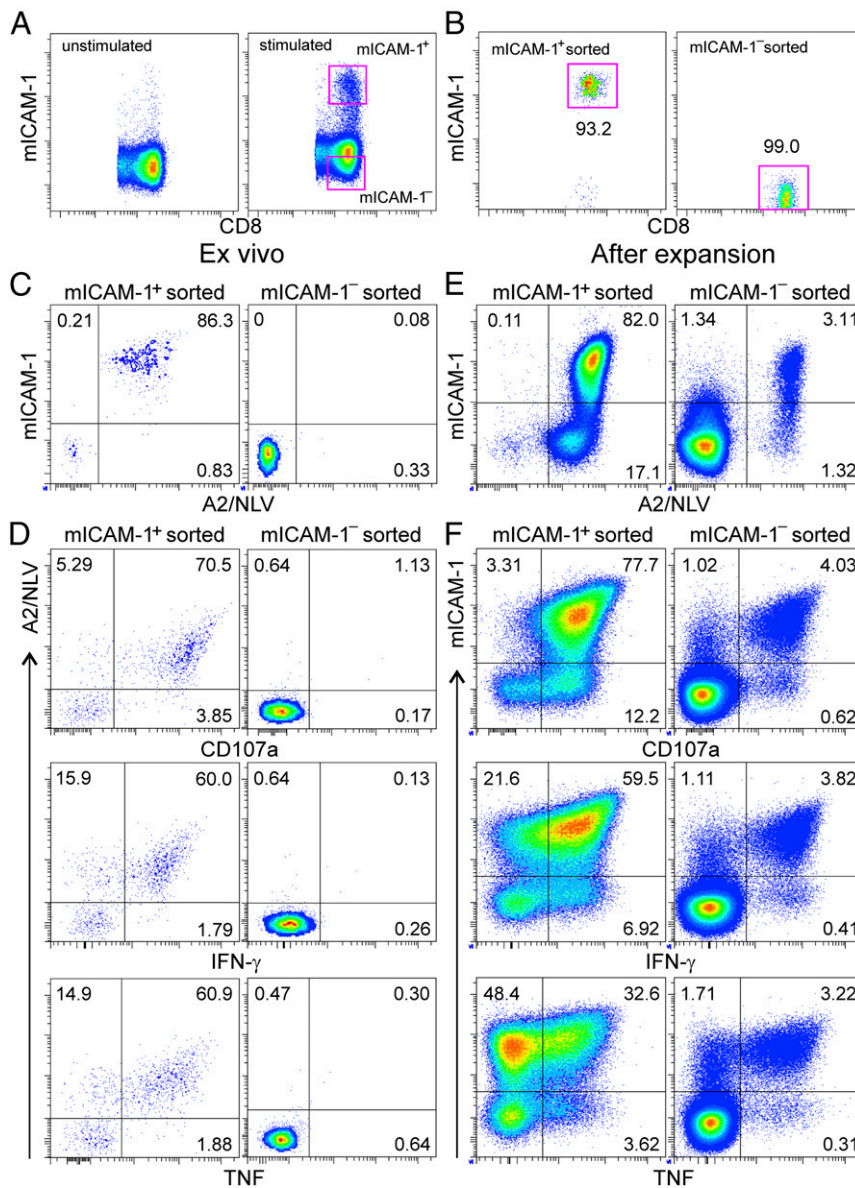 A
B
unstimulated
stimulated
mICAM-1⁺
mICAM-1⁻
mICAM-1
CD8
mICAM-1⁺ sorted
mICAM-1⁻ sorted
93.2
99.0
CD8
Ex vivo
After expansion
C
mICAM-1⁺ sorted
mICAM-1⁻ sorted
mICAM-1
0.21
86.3
0.83
0
0.08
0.33
A2/NLV
E
mICAM-1⁺ sorted
mICAM-1⁻ sorted
mICAM-1
0.11
82.0
17.1
1.34
3.11
1.32
A2/NLV
D
mICAM-1⁺ sorted
mICAM-1⁻ sorted
A2/NLV
5.29
70.5
3.85
0.64
1.13
0.17
CD107a
15.9
60.0
1.79
0.64
0.13
0.26
IFN-γ
14.9
60.9
1.88
0.47
0.30
0.64
TNF
F
mICAM-1⁺ sorted
mICAM-1⁻ sorted
mICAM-1
3.31
77.7
12.2
1.02
4.03
0.62
CD107a
21.6
59.5
6.92
1.11
3.82
0.41
IFN-γ
48.4
32.6
3.62
1.71
3.22
0.31
TNF